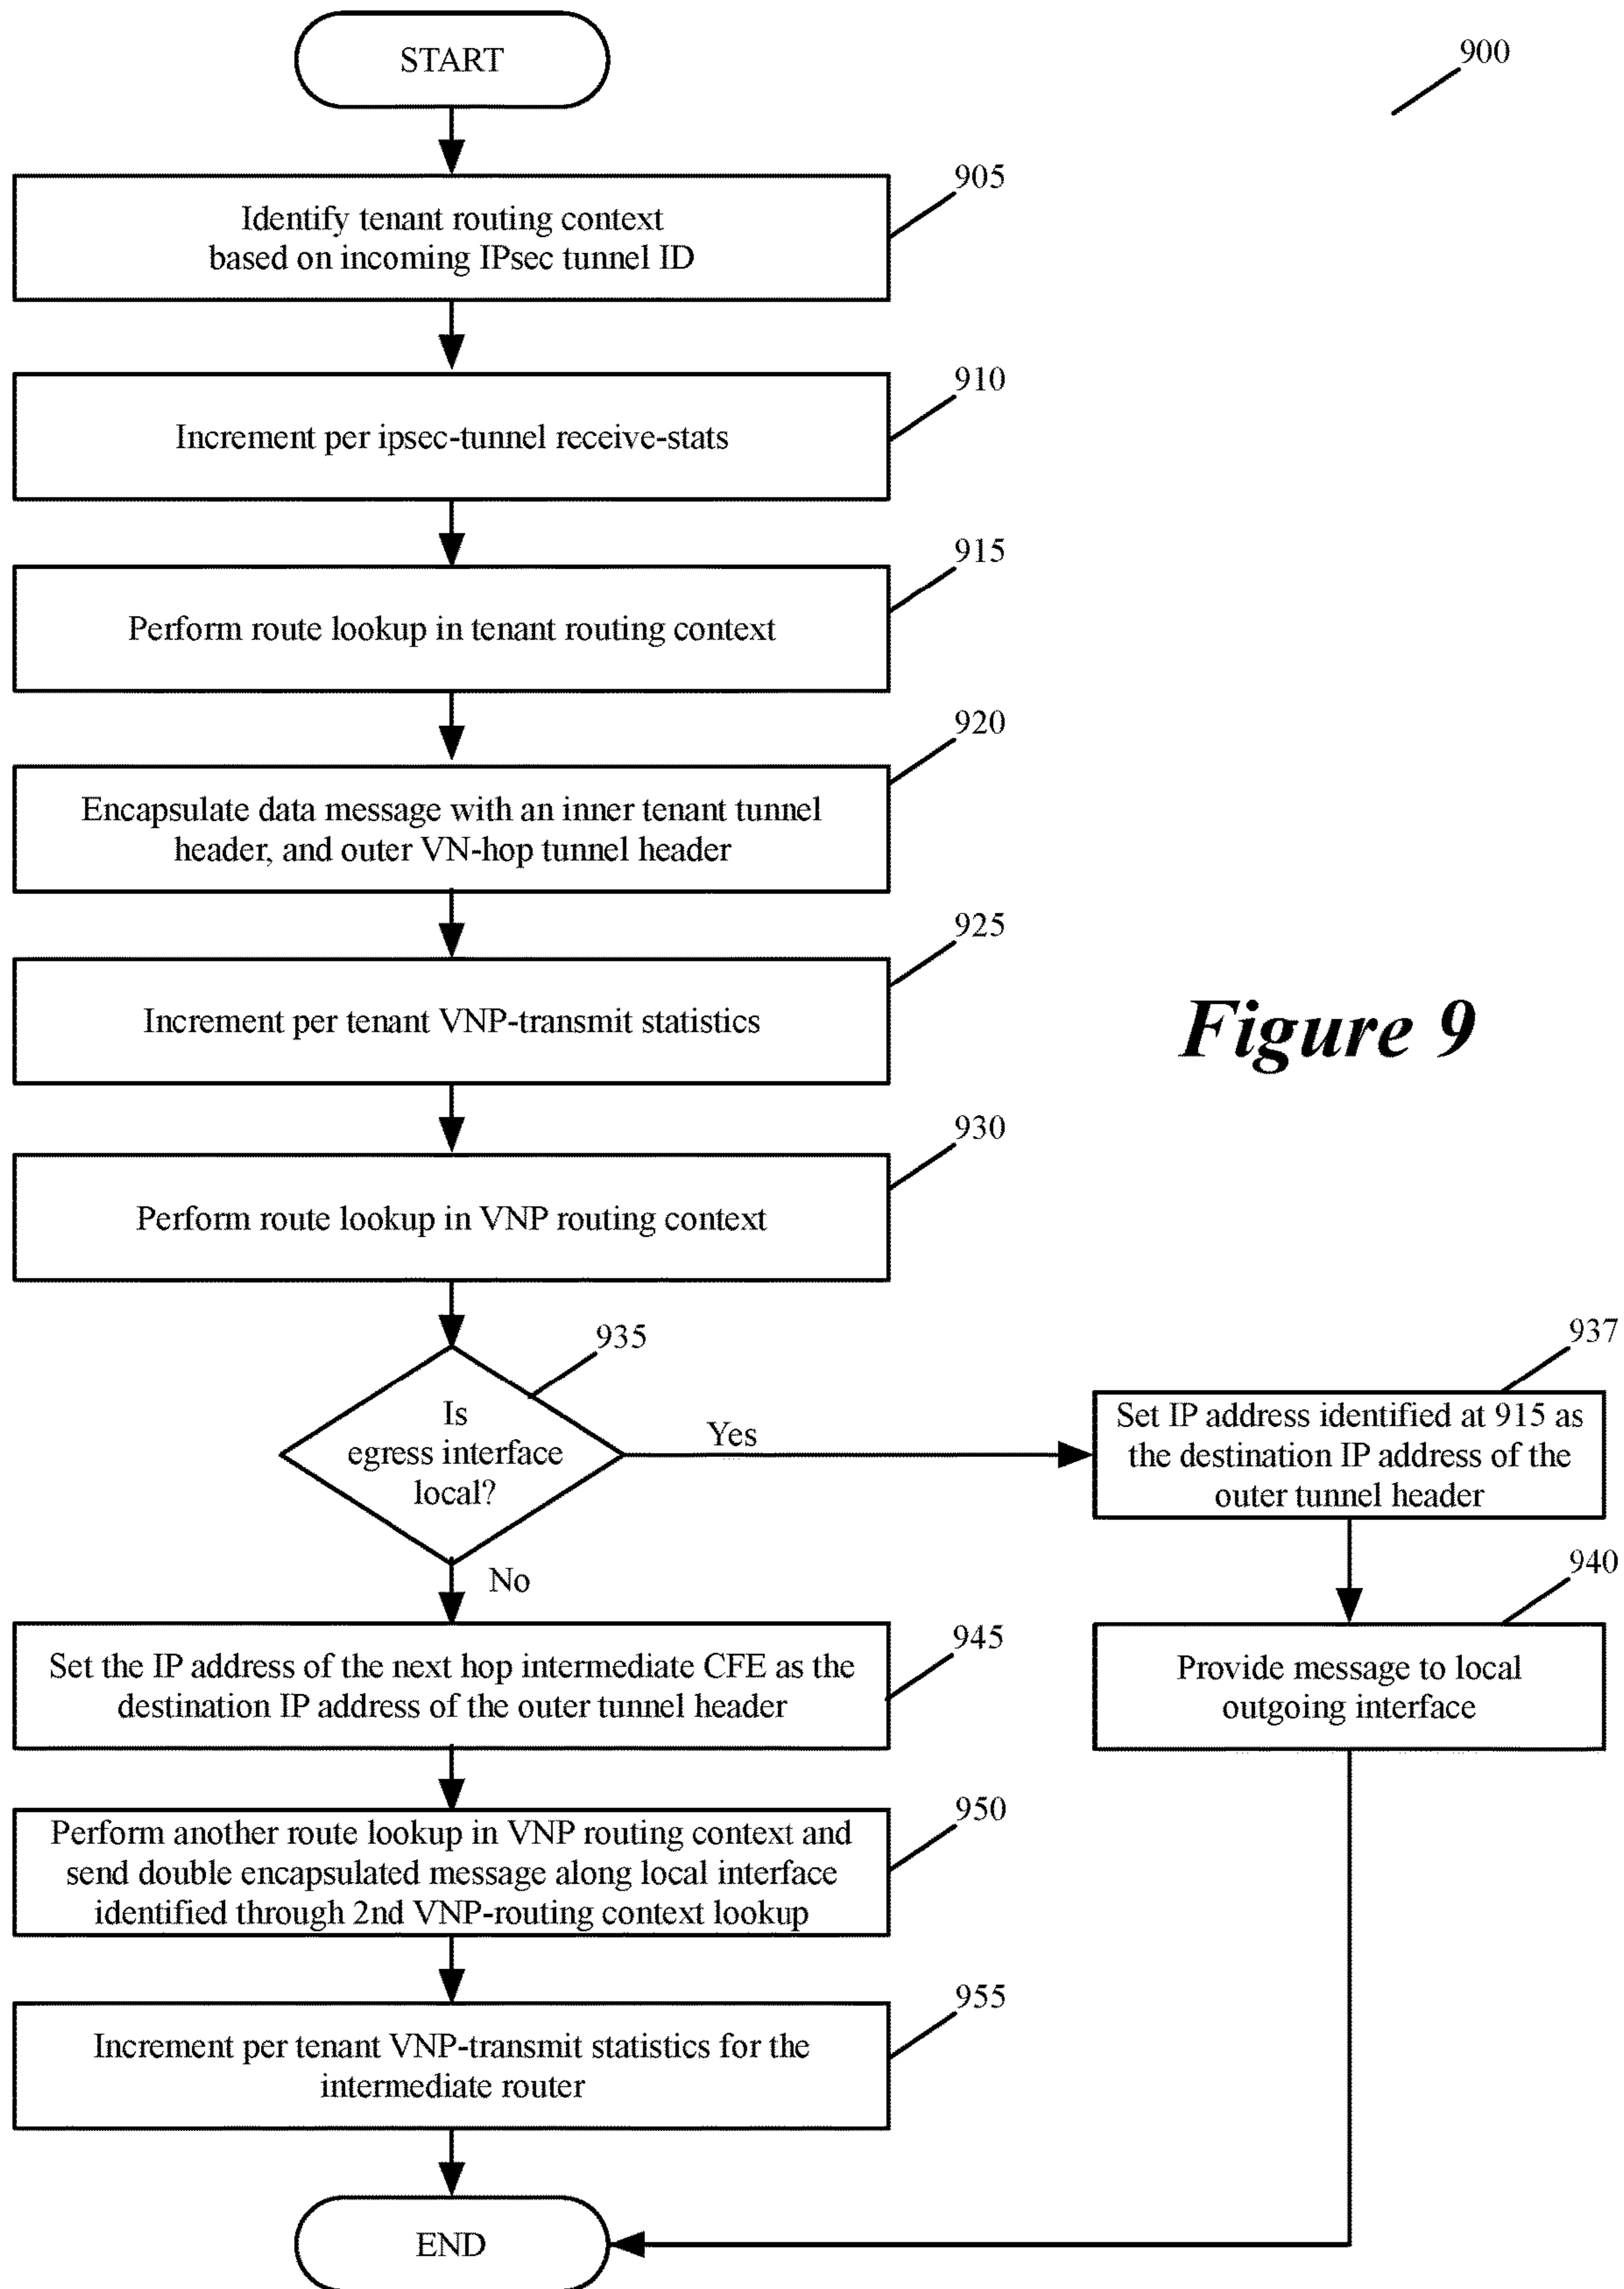 START
900
905
Identify tenant routing context
based on incoming IPsec tunnel ID
910
Increment per ipsec-tunnel receive-stats
915
Perform route lookup in tenant routing context
920
Encapsulate data message with an inner tenant tunnel
header, and outer VN-hop tunnel header
925
Increment per tenant VNP-transmit statistics
Figure 9
930
Perform route lookup in VNP routing context
935
Is
egress interface
local?
Yes
937
Set IP address identified at 915 as
the destination IP address of the
outer tunnel header
No
940
Provide message to local
outgoing interface
945
Set the IP address of the next hop intermediate CFE as the
destination IP address of the outer tunnel header
950
Perform another route lookup in VNP routing context and
send double encapsulated message along local interface
identified through 2nd VNP-routing context lookup
955
Increment per tenant VNP-transmit statistics for the
intermediate router
END